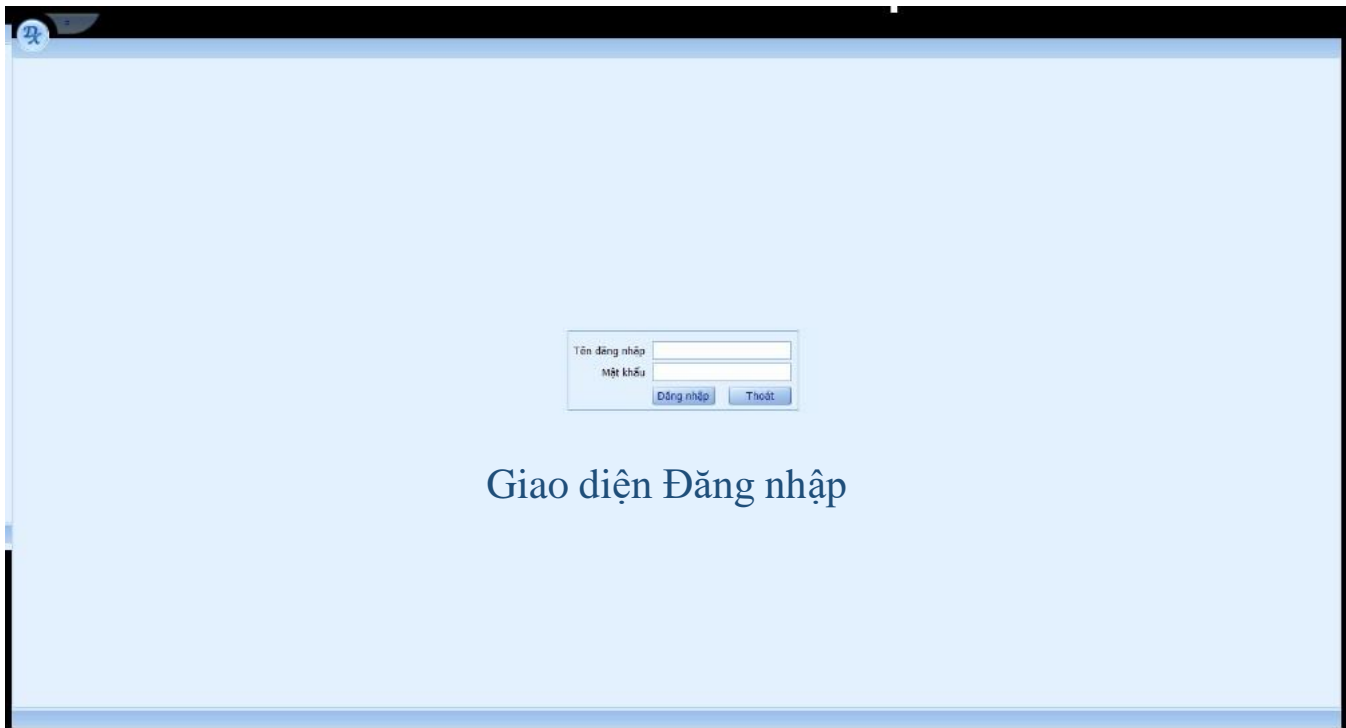 Tên đăng nhập
Mật khẩu
Đăng nhập Thoát
Giao diện Đăng nhập